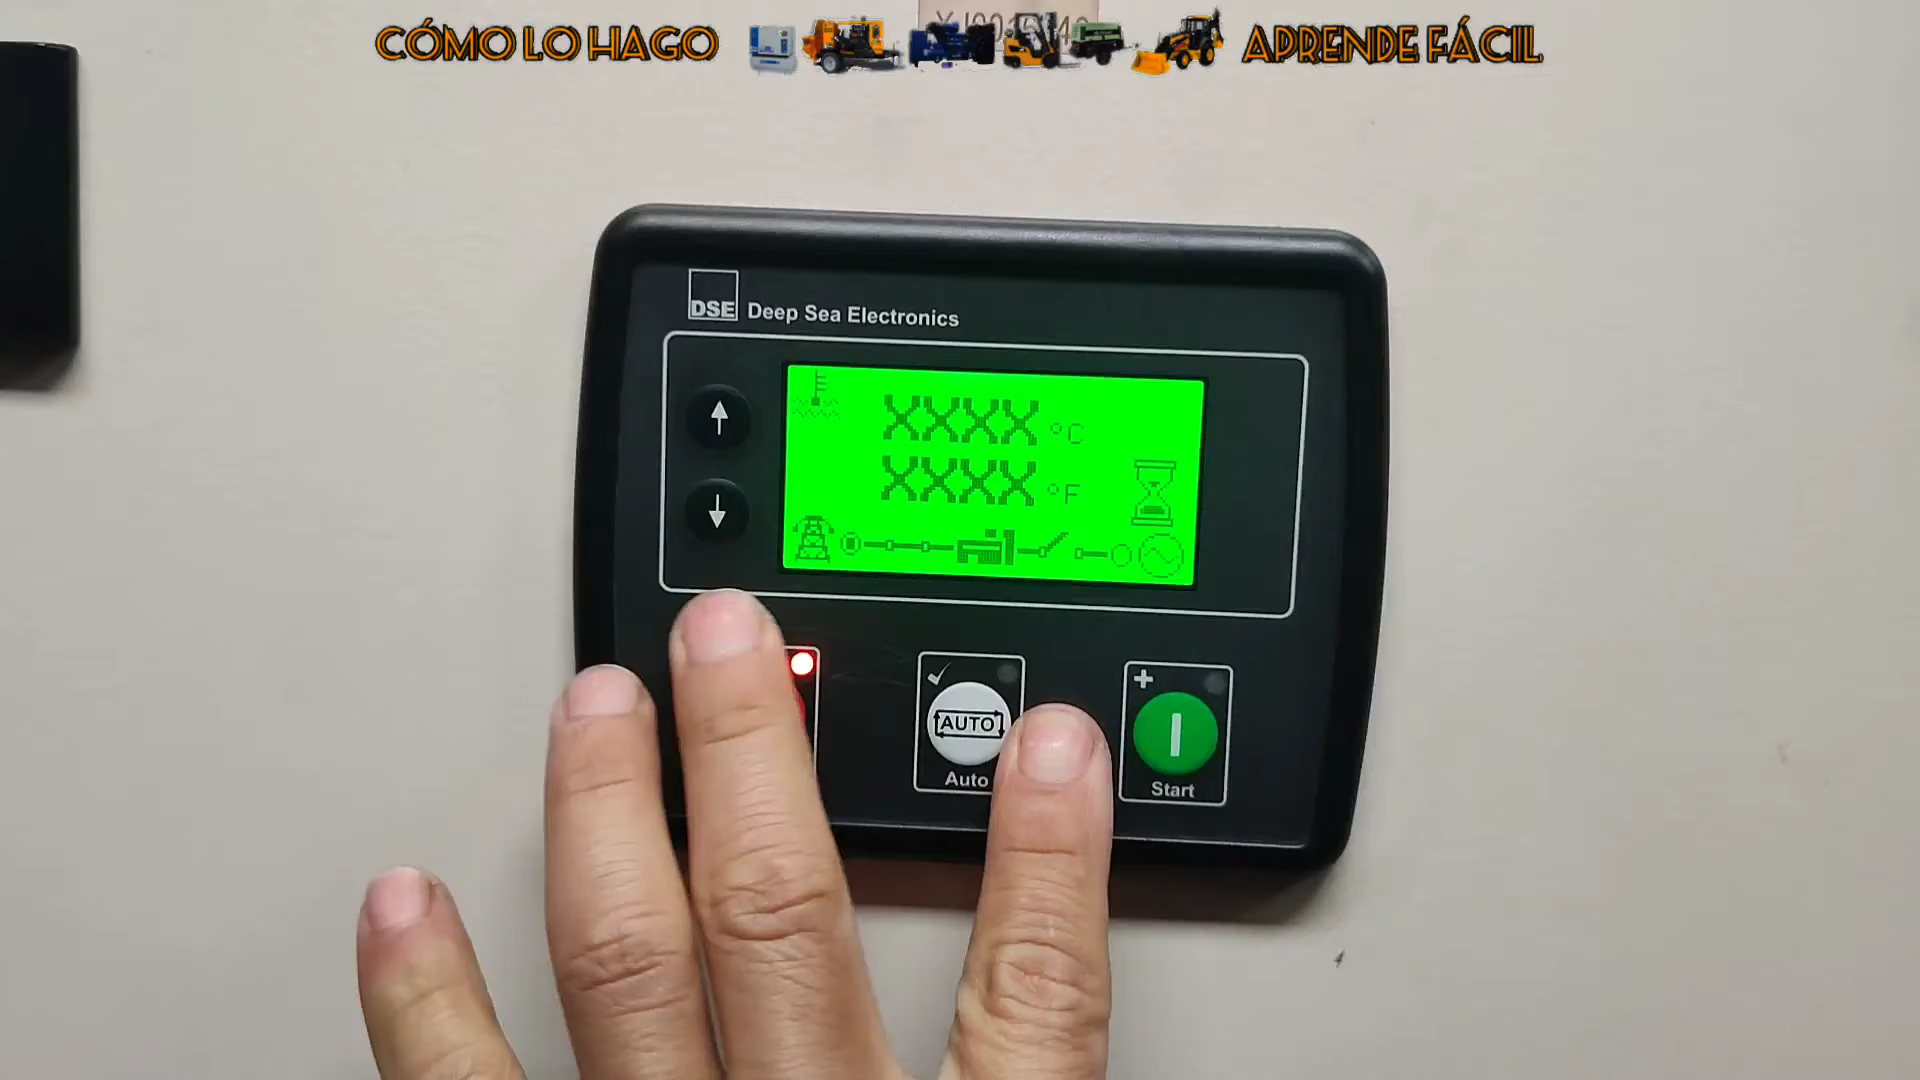 CÓMO LO HAGO APRENDE FÁCIL
DSE Deep Sea Electronics
XXXX °C
XXXX °F
AUTO
Auto
Start